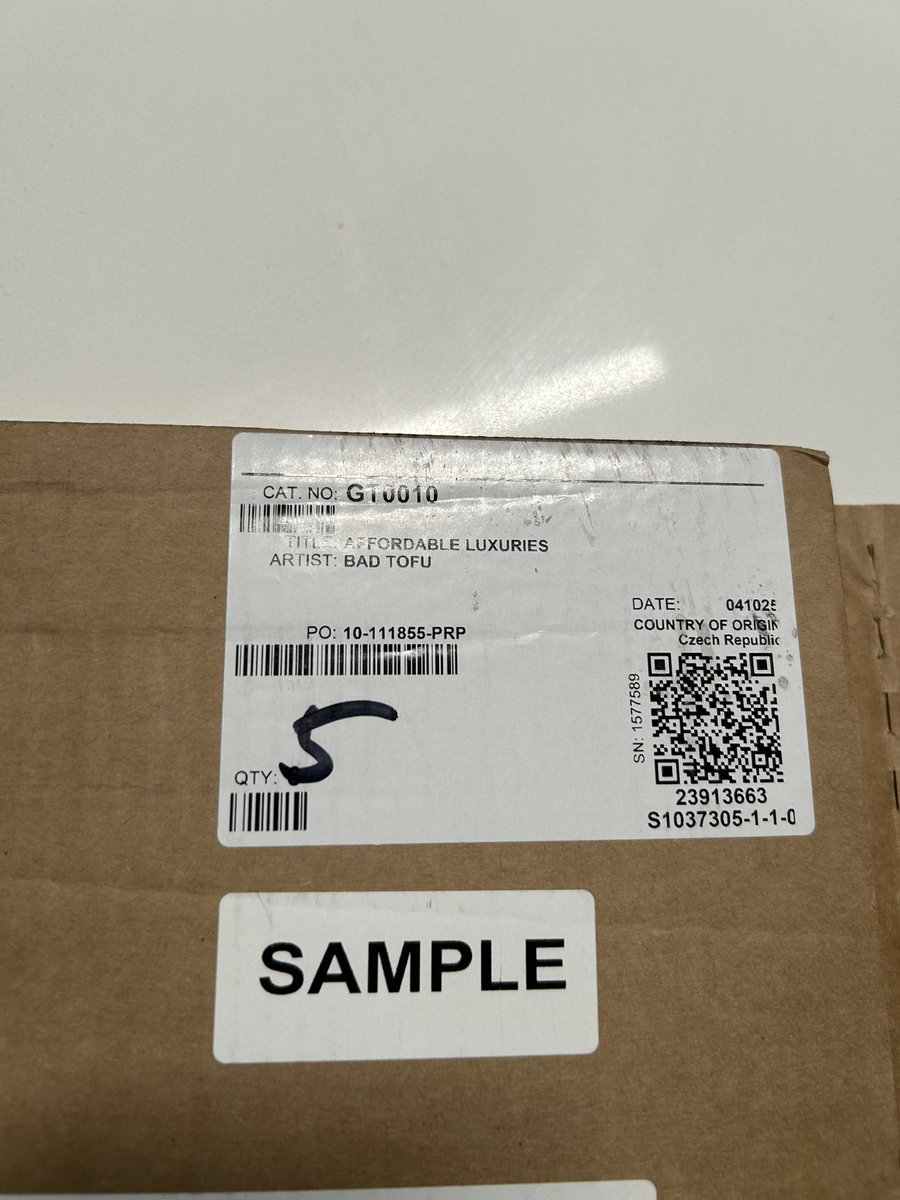 CAT. NO: GT0010
TITLE: AFFORDABLE LUXURIES
ARTIST: BAD TOFU
PO: 10-111855-PRP
DATE: 041025
COUNTRY OF ORIGIN
Czech Republic
SN: 1577589
QTY: 5
23913663
S1037305-1-1-0
SAMPLE